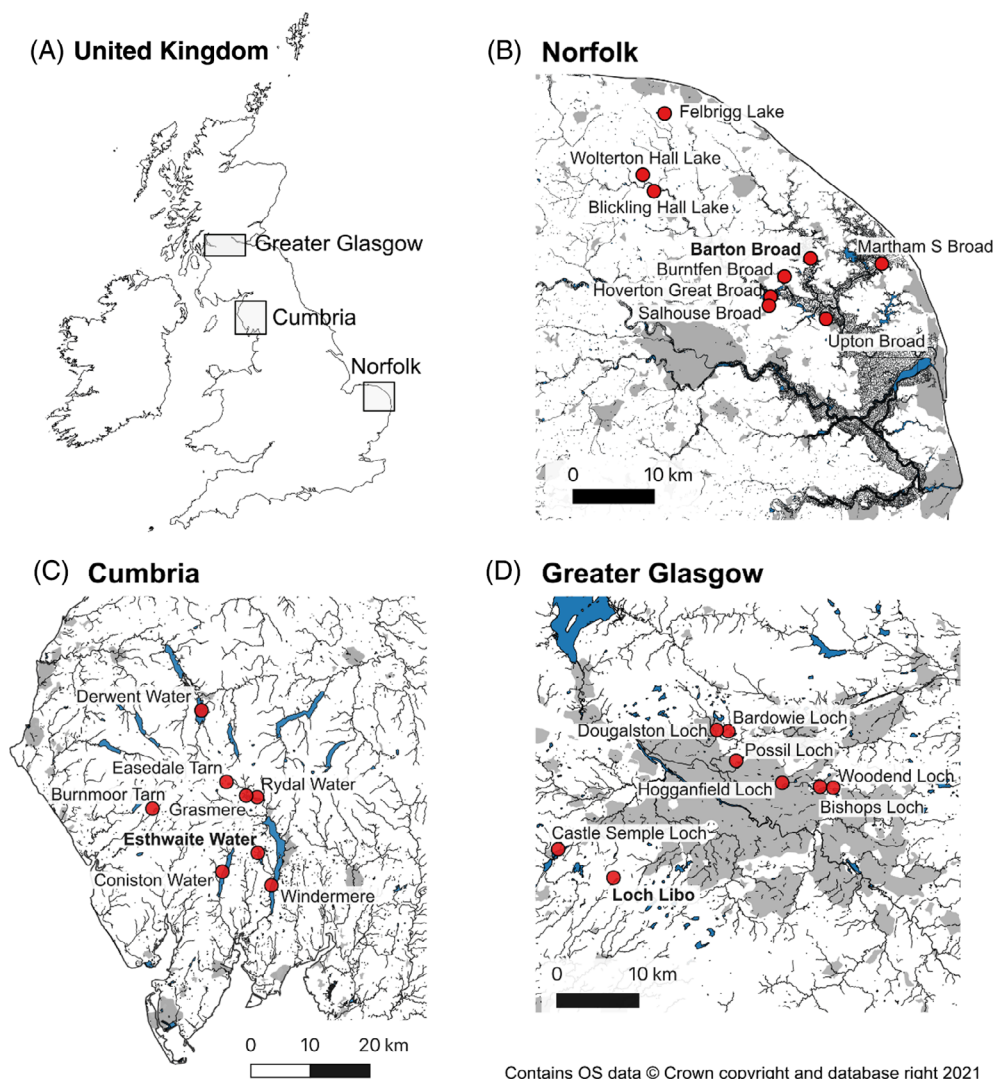 (A) United Kingdom
Greater Glasgow
Cumbria
Norfolk
(B) Norfolk
Felbrigg Lake
Wolterton Hall Lake
Blickling Hall Lake
Barton Broad
Martham S Broad
Burntfen Broad
Hoverton Great Broad
Salhouse Broad
Upton Broad
0 10 km
(C) Cumbria
Derwent Water
Easedale Tarn
Rydal Water
Burnmoor Tarn
Grasmere
Esthwaite Water
Coniston Water
Windermere
0 10 20 km
(D) Greater Glasgow
Bardowie Loch
Dougalston Loch
Possil Loch
Woodend Loch
Hogganfield Loch
Bishops Loch
Castle Semple Loch
Loch Libo
0 10 km
Contains OS data © Crown copyright and database right 2021